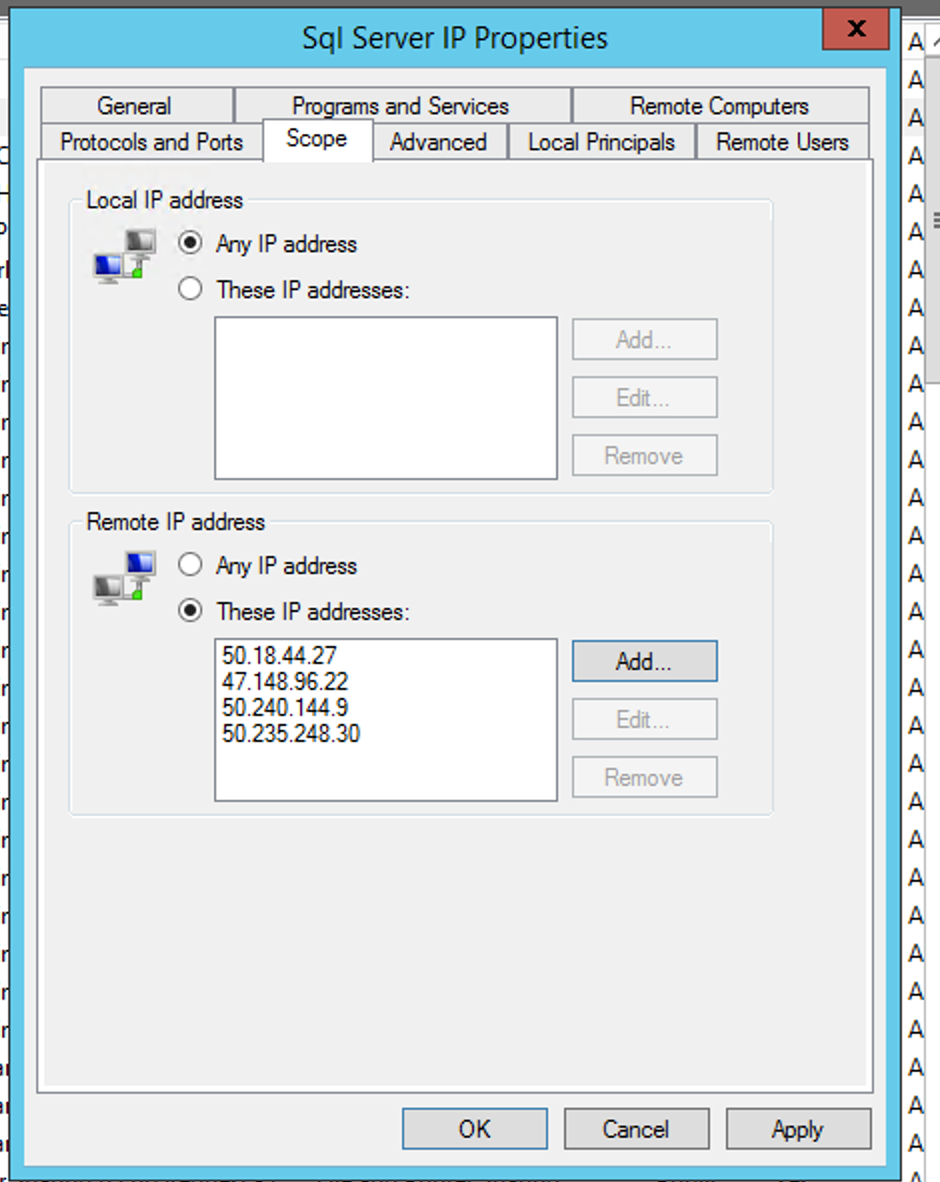 Sql Server IP Properties
X
General
Programs and Services
Remote Computers
Protocols and Ports
Scope
Advanced
Local Principals
Remote Users
Local IP address
Any IP address
These IP addresses:
Add...
Edit...
Remove
Remote IP address
Any IP address
These IP addresses:
50.18.44.27
47.148.96.22
50.240.144.9
50.235.248.30
Add...
Edit...
Remove
OK
Cancel
Apply